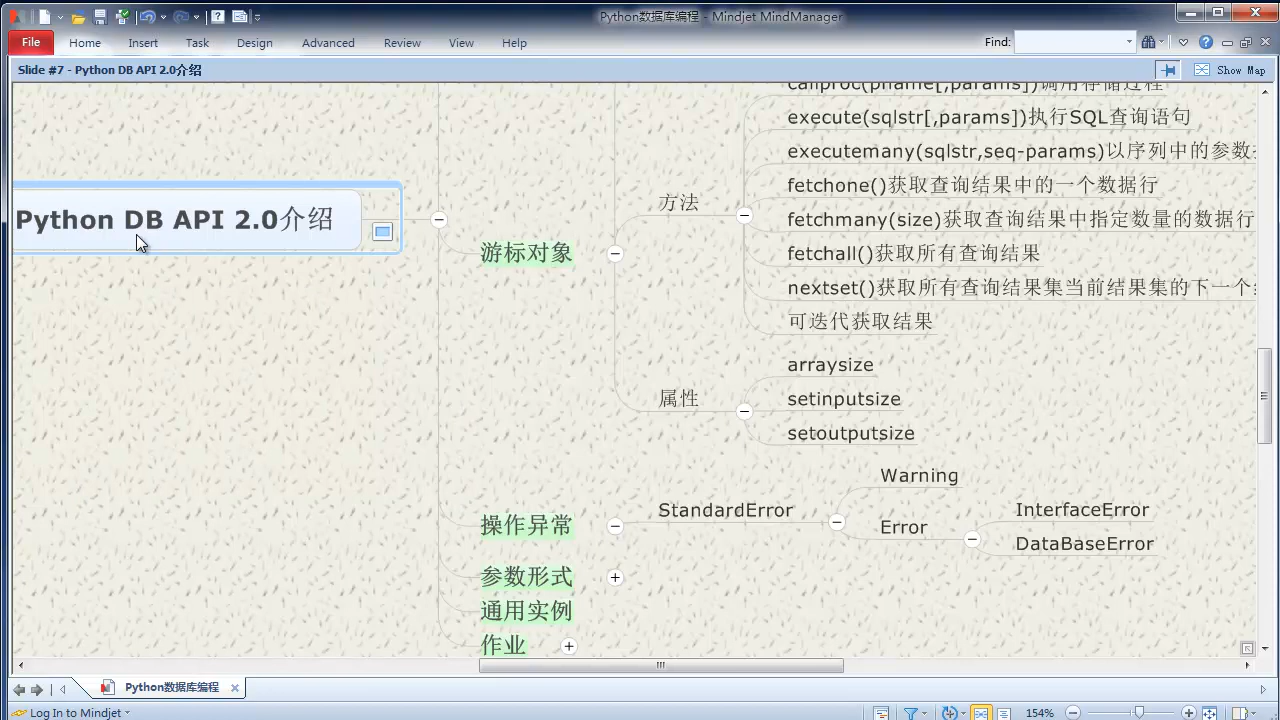 Python数据库编程 - Mindjet MindManager
File Home Insert Task Design Advanced Review View Help Find:
Slide #7 - Python DB API 2.0介绍 Show Map
callproc(pname[,params])调用存储过程
execute(sqlstr[,params])执行SQL查询语句
executemany(sqlstr,seq-params)以序列中的参数
方法
fetchone()获取查询结果中的一个数据行
Python DB API 2.0介绍
fetchmany(size)获取查询结果中指定数量的数据行
游标对象
fetchall()获取所有查询结果
nextset()获取所有查询结果集当前结果集的下一个
可迭代获取结果
arraysize
属性
setinputsize
setoutputsize
Warning
操作异常
StandardError
Error
InterfaceError
DataBaseError
参数形式
通用实例
作业
Python数据库编程
Log In to Mindjet 154%